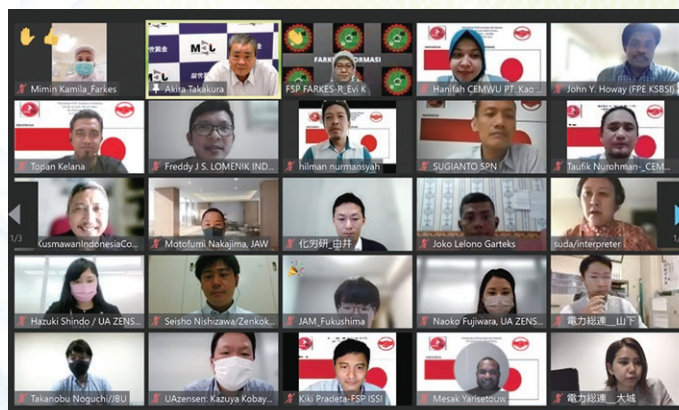 Mimin Kamila_Farkes
Akira Takakura
FSP FARKES-R_Evi K
Hanifah CEMWU PT. Kao ...
John Y. Howay (FPE KSBSI)
Topan Kelana
Freddy J S. LOMENIK IND...
hilman nurmansyah
SUGIANTO SPN
Taufik Nurohman-_CEM...
1/3
KusmawanIndonesiaCo...
Motofumi Nakajima, JAW
化労研_白井
Joko Lelono Garteks
suda/interpreter
Hazuki Shindo / UA ZENS...
Seisho Nishizawa/Zenkok...
JAM_Fukushima
Naoko Fujiwara, UA ZENS...
電力総連__山下
Takanobu Noguchi/JBU
UAzensen: Kazuya Kobay...
Kiki Pradeta-FSP ISSI
Mesak Yarisetouw
電力総連__大城